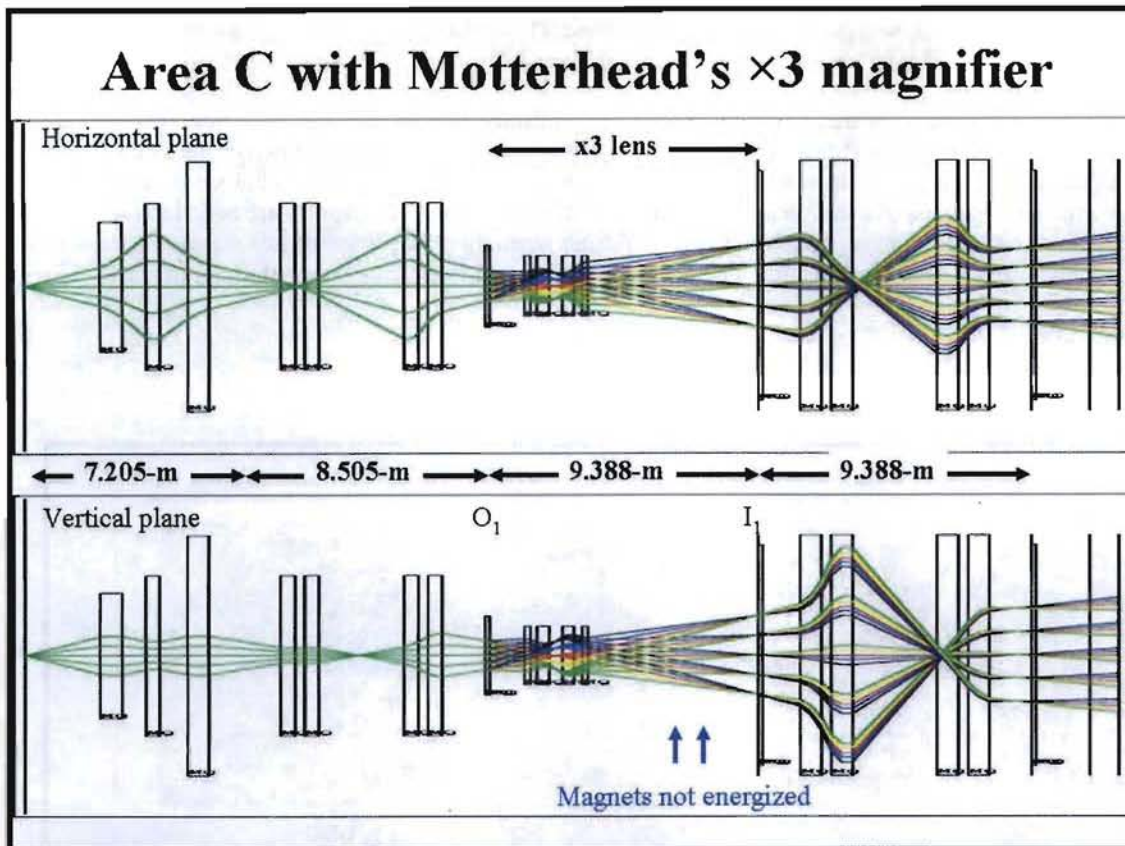 Area C with Motterhead's ×3 magnifier
Horizontal plane
x3 lens
7.205-m
8.505-m
9.388-m
9.388-m
Vertical plane
O1
I1
Magnets not energized